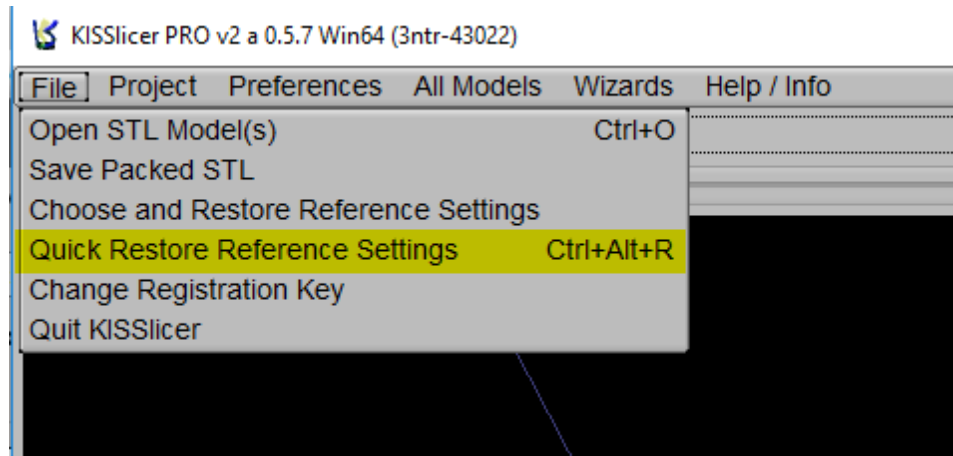 KISSlicer PRO v2 a 0.5.7 Win64 (3ntr-43022)
File Project Preferences All Models Wizards Help / Info
Open STL Model(s) Ctrl+O
Save Packed STL
Choose and Restore Reference Settings
Quick Restore Reference Settings Ctrl+Alt+R
Change Registration Key
Quit KISSlicer